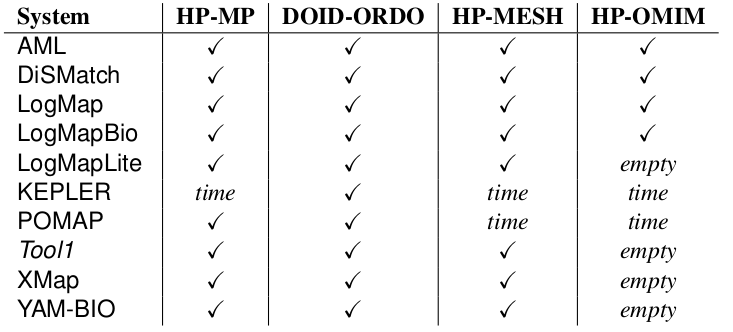 System HP-MP DOID-ORDO HP-MESH HP-OMIM
AML ✓ ✓ ✓ ✓
DiSMatch ✓ ✓ ✓ ✓
LogMap ✓ ✓ ✓ ✓
LogMapBio ✓ ✓ ✓ ✓
LogMapLite ✓ ✓ ✓ empty
KEPLER time ✓ time time
POMAP ✓ ✓ time time
Tool1 ✓ ✓ ✓ empty
XMap ✓ ✓ ✓ empty
YAM-BIO ✓ ✓ ✓ empty